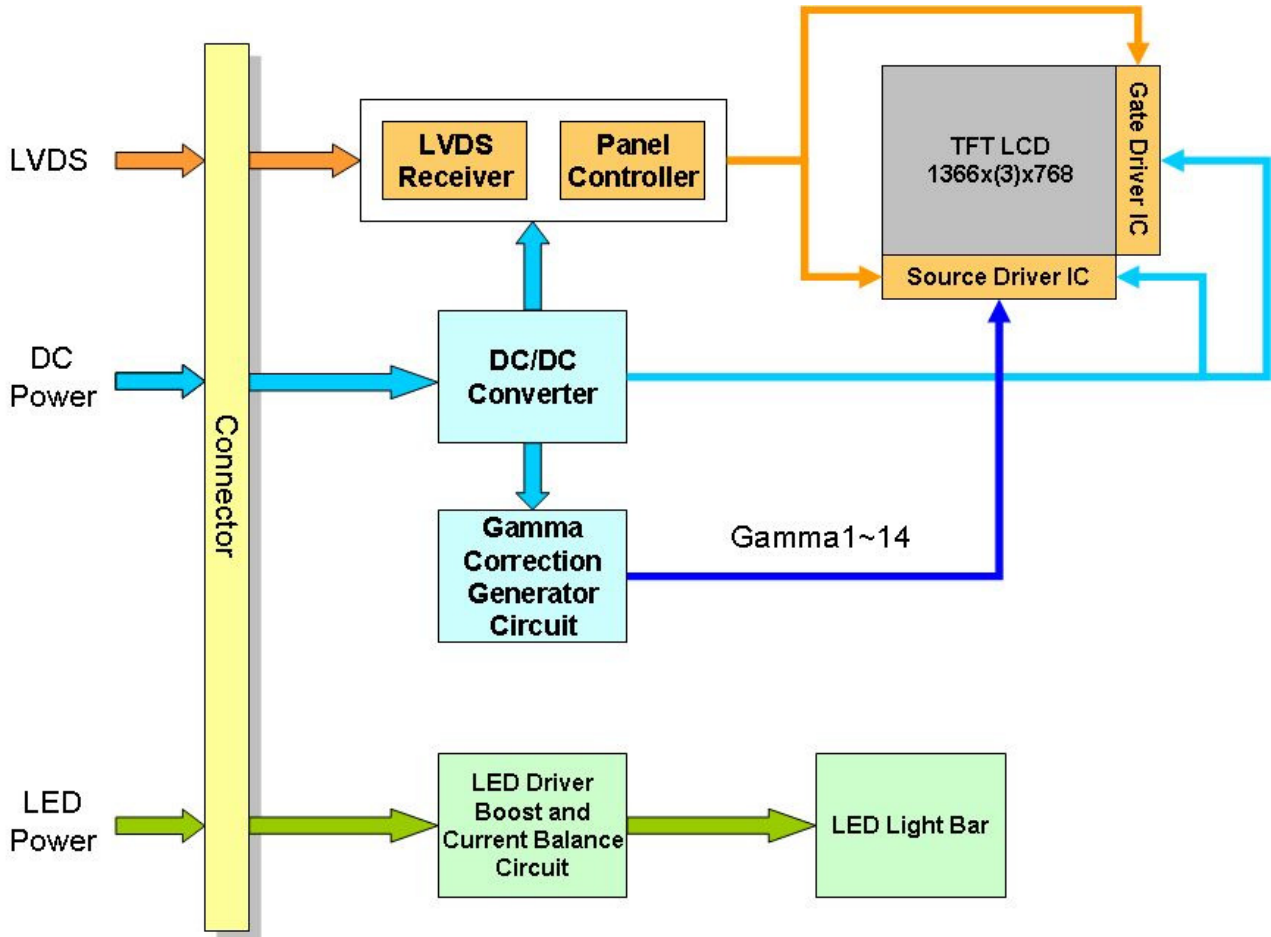 LVDS
LVDS
Receiver
Panel
Controller
TFT LCD
1366x(3)x768
Gate Driver IC
Source Driver IC
DC
Power
DC/DC
Converter
Connector
Gamma
Correction
Generator
Circuit
Gamma1~14
LED
Power
LED Driver
Boost and
Current Balance
Circuit
LED Light Bar